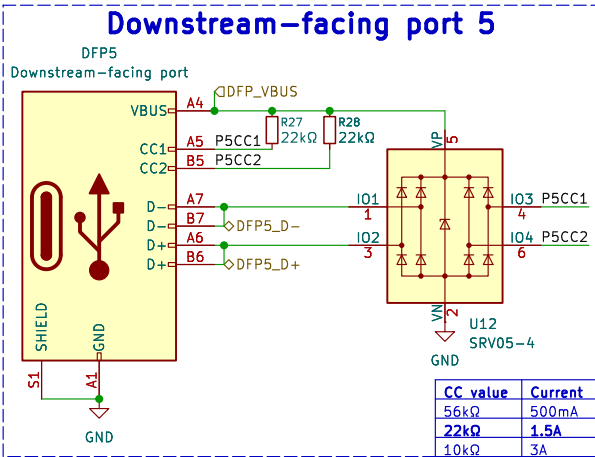 Downstream-facing port 5
DFP5
Downstream-facing port
DFP_VBUS
VBUS A4
R27
22kΩ
R28
22kΩ
CC1 A5 P5CC1
CC2 B5 P5CC2
D- A7
D- B7 DFP5_D-
D+ A6
D+ B6 DFP5_D+
SHIELD
GND
S1
A1
GND
VP 5
IO1 1
IO2 3
IO3 4 P5CC1
IO4 6 P5CC2
VN 2
GND
U12
SRV05-4
CC value Current
56kΩ 500mA
22kΩ 1.5A
10kΩ 3A